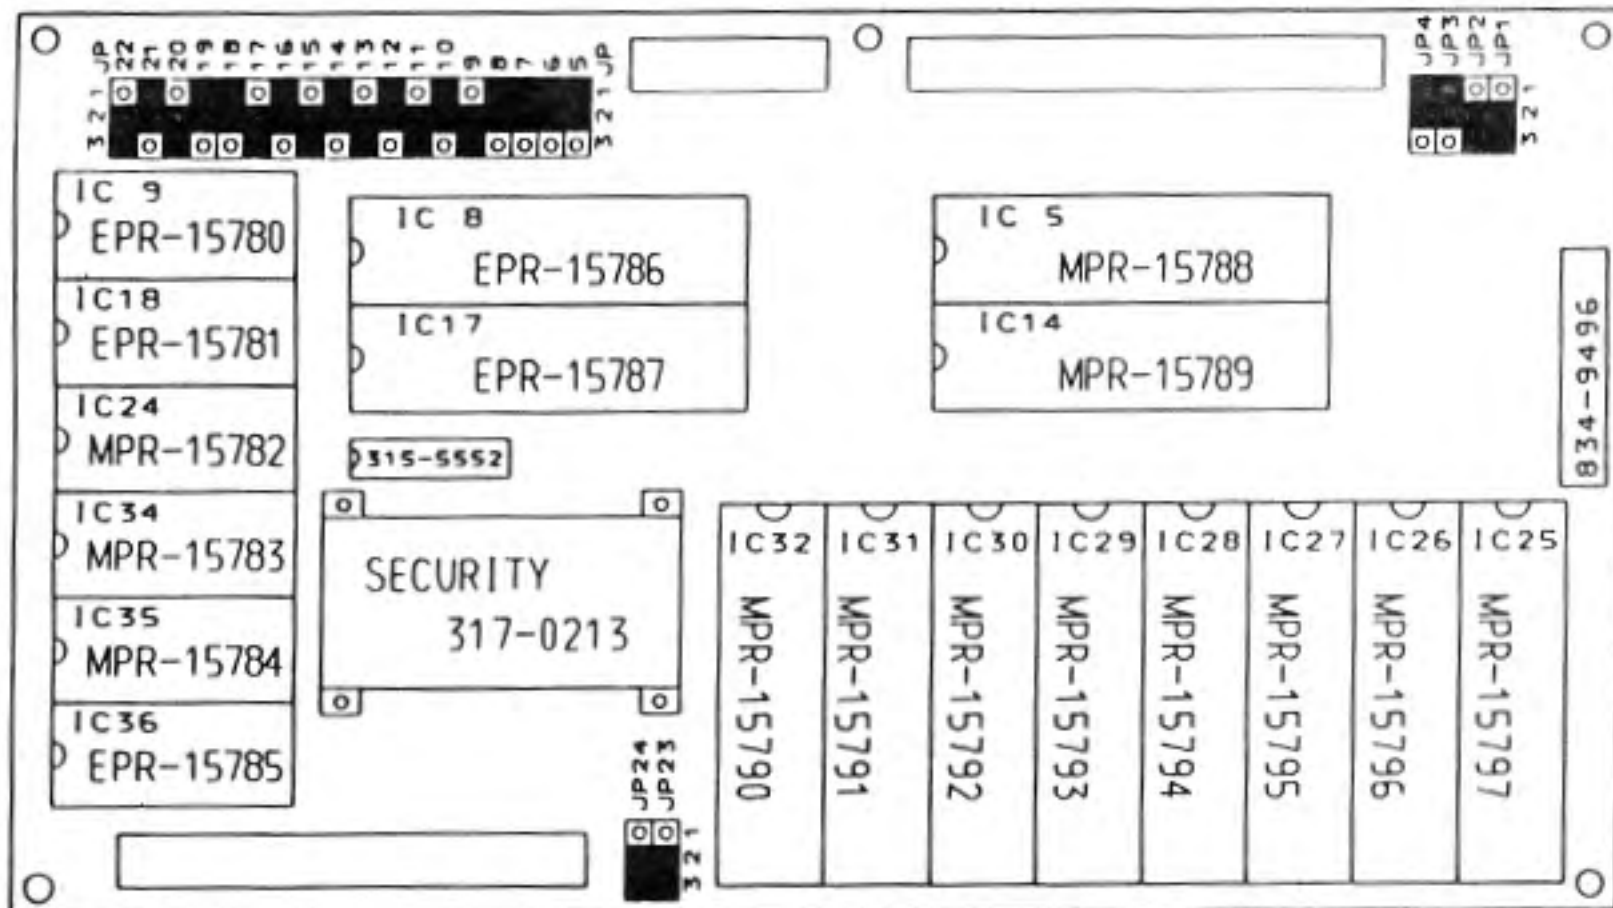 JP
22
21
20
19
18
17
16
15
14
13
12
11
10
9
8
7
6
5
JP
3 2 1
3 2 1
JP4
JP3
JP2
JP1
3 2 1
IC 9
EPR-15780
IC18
EPR-15781
IC24
MPR-15782
IC34
MPR-15783
IC35
MPR-15784
IC36
EPR-15785
IC 8
EPR-15786
IC17
EPR-15787
315-5552
SECURITY
317-0213
IC 5
MPR-15788
IC14
MPR-15789
834-9496
JP24
JP23
3 2 1
IC32
MPR-15790
IC31
MPR-15791
IC30
MPR-15792
IC29
MPR-15793
IC28
MPR-15794
IC27
MPR-15795
IC26
MPR-15796
IC25
MPR-15797